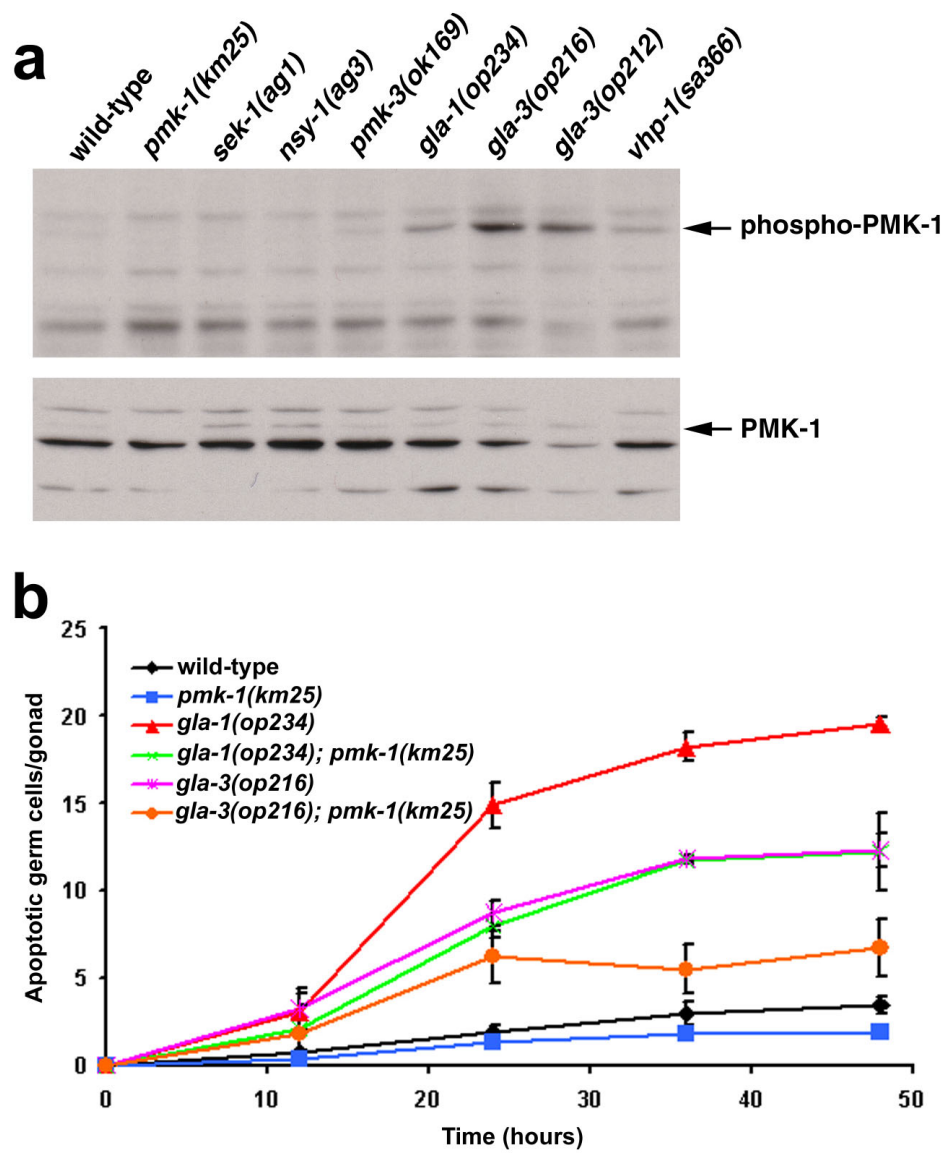 a
wild-type
pmk-1(km25)
sek-1(ag1)
nsy-1(ag3)
pmk-3(ok169)
gla-1(op234)
gla-3(op216)
gla-3(op212)
vhp-1(sa366)
phospho-PMK-1
PMK-1
b
25
20
15
10
5
0
Apoptotic germ cells/gonad
wild-type
pmk-1(km25)
gla-1(op234)
gla-1(op234); pmk-1(km25)
gla-3(op216)
gla-3(op216); pmk-1(km25)
0 10 20 30 40 50
Time (hours)